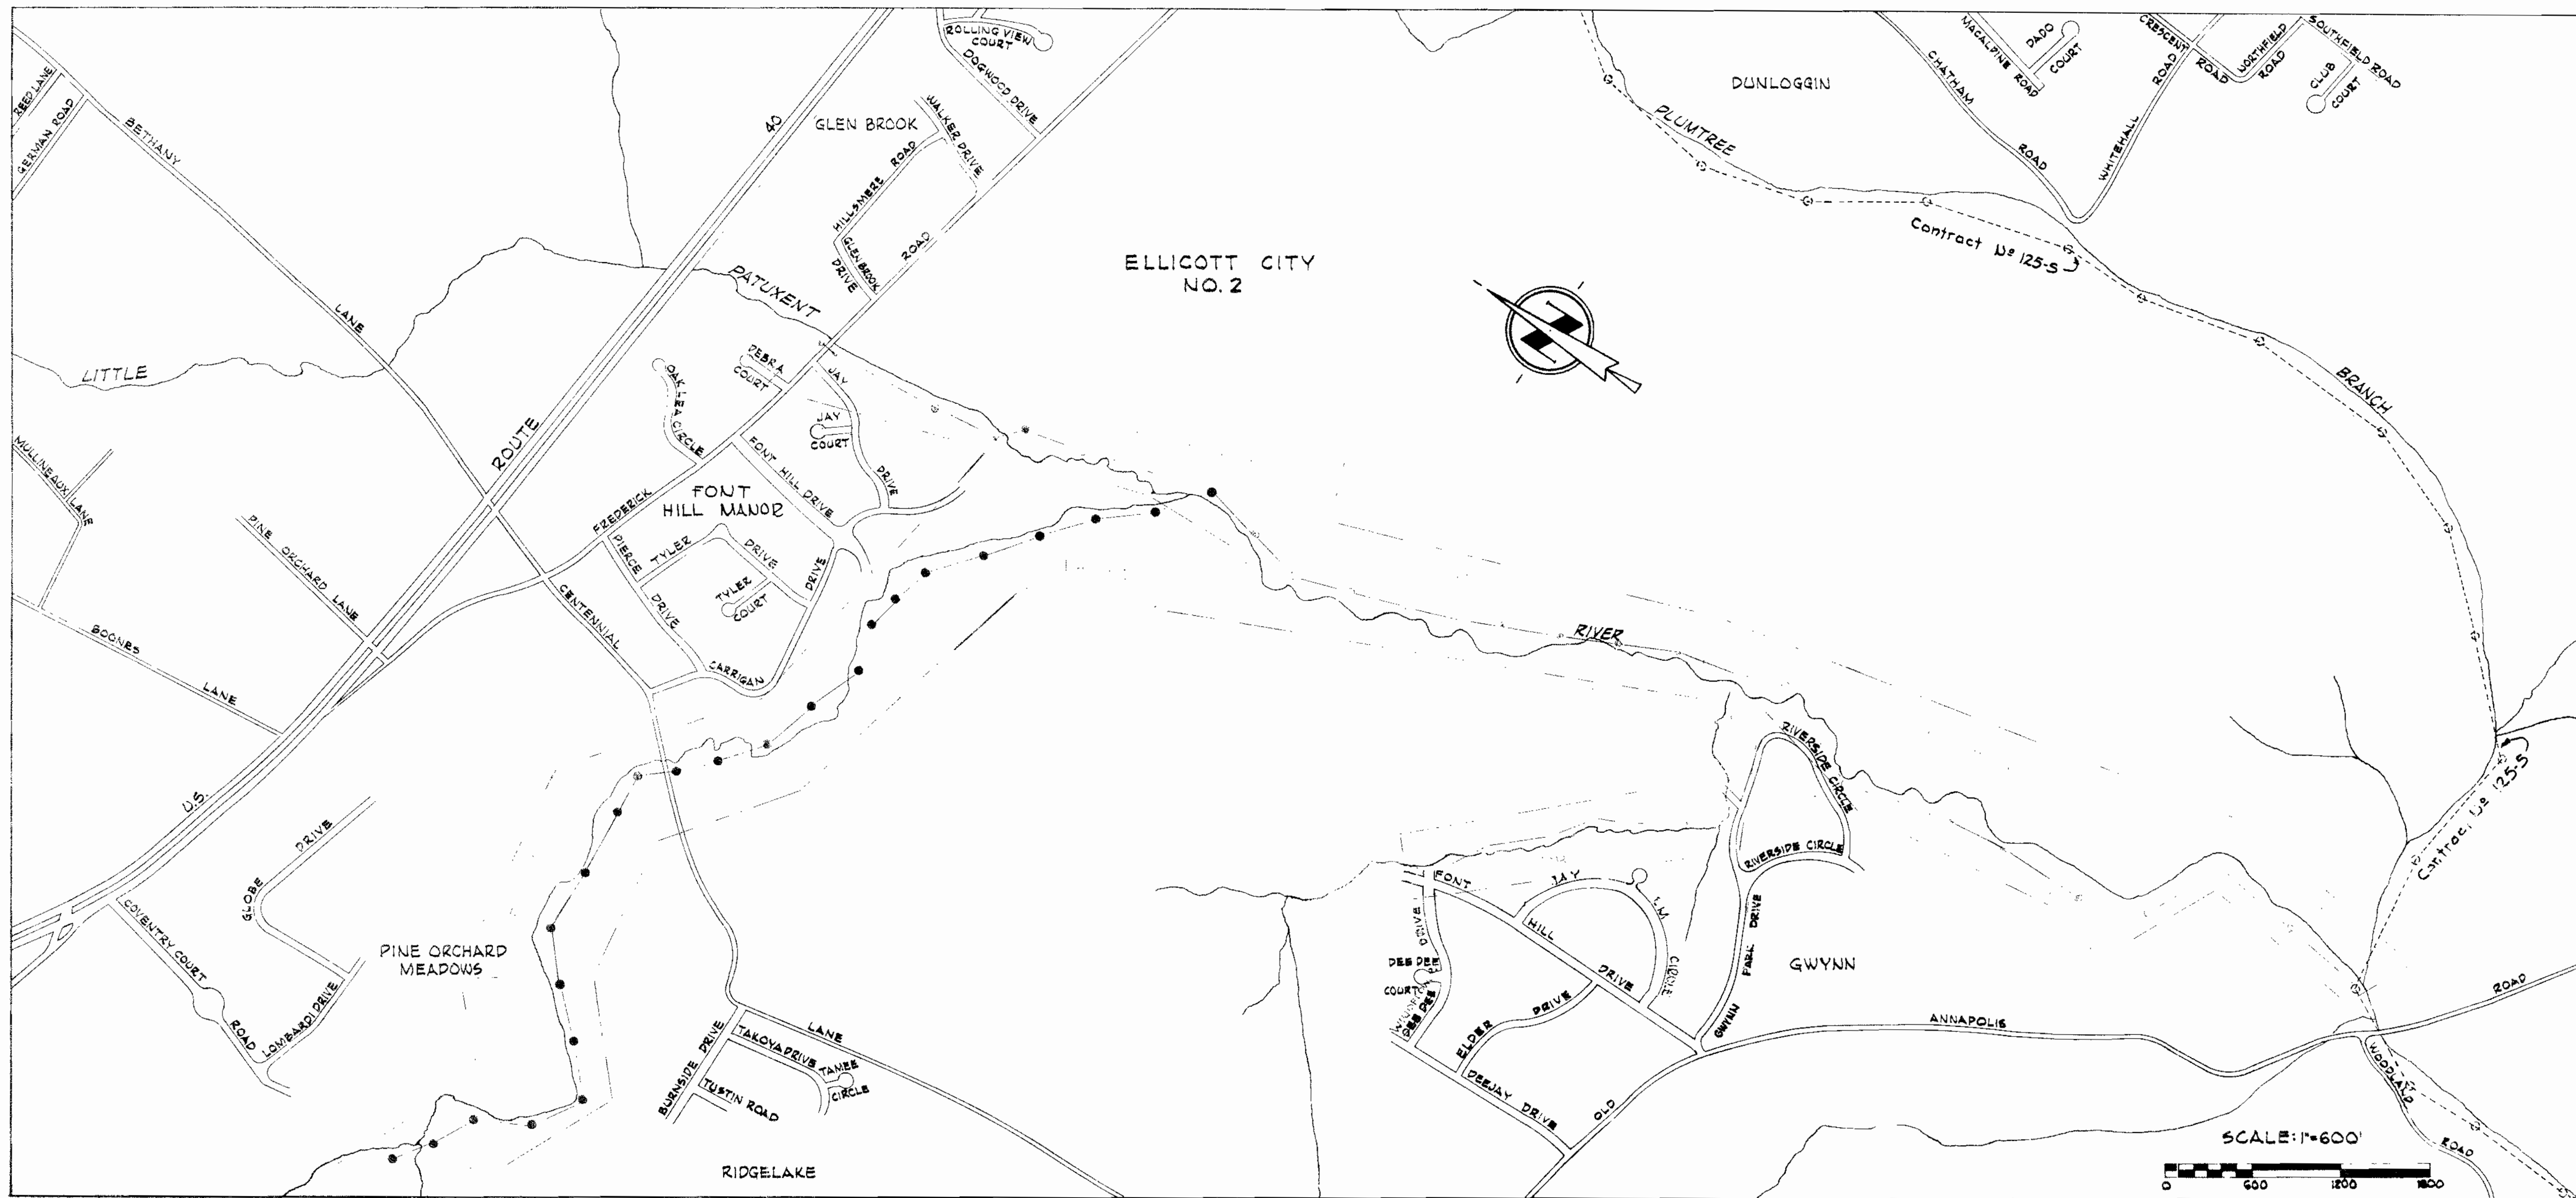 REED LANE
GERMAN ROAD
BETHANY
LANE
ROLLING VIEW
COURT
DOGWOOD DRIVE
40
GLEN BROOK
WALKER DRIVE
HILLSMERE
ROAD
GLENBROOK
DRIVE
ROAD
PATUXENT
LITTLE
ELLICOTT CITY
NO. 2
DUNLOGGIN
PLUMTREE
MACALPINE ROAD
DADO
COURT
CHATHAM
ROAD
WHITEHALL
ROAD
CRESCENT
ROAD
NORTHFIELD
ROAD
SOUTHFIELD ROAD
CLUB
COURT
Contract No 125-S
BRANCH
DEBRA
COURT
JAY
OAK LEA CIRCLE
JAY
COURT
DRIVE
ROUTE
FONT HILL DRIVE
FONT
HILL MANOR
FREDERICK
MULLINEAUX LANE
PINE ORCHARD LANE
PIERCE
DRIVE
TYLER
DRIVE
TYLER
COURT
DRIVE
CENTENNIAL
CARRIGAN
BOONES
LANE
RIVER
U.S.
GLOBE
DRIVE
COVENTRY COURT
ROAD
LOMBARDI DRIVE
PINE ORCHARD
MEADOWS
RIVERSIDE CIRCLE
RIVERSIDE CIRCLE
Contract No 125-S
FONT
HILL
DRIVE
JAY
EM
CIRCLE
DRIVE
DEE DEE
COURT
DEE DEE
ELDER
DRIVE
GWYNN
PARK
DRIVE
GWYNN
DEEJAY DRIVE
OLD
ANNAPOLIS
ROAD
WOODLAND
ROAD
LANE
BURNSIDE
DRIVE
TAKOYA DRIVE
TAMEE
CIRCLE
TUSTIN ROAD
RIDGELAKE
SCALE: 1"=600'
0 600 1200 1800